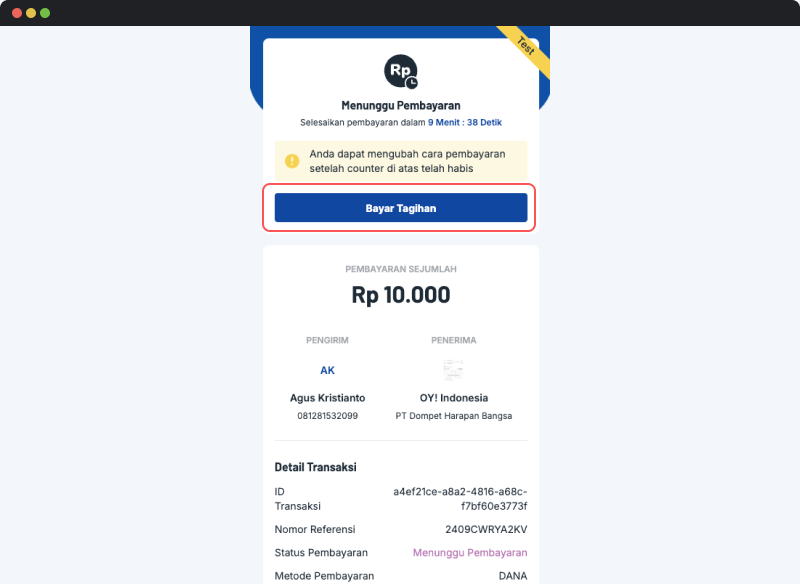 Test
Rp
Menunggu Pembayaran
Selesaikan pembayaran dalam 9 Menit : 38 Detik
Anda dapat mengubah cara pembayaran
setelah counter di atas telah habis
Bayar Tagihan
PEMBAYARAN SEJUMLAH
Rp 10.000
PENGIRIM
PENERIMA
AK
Agus Kristianto
OY! Indonesia
081281532099
PT Dompet Harapan Bangsa
Detail Transaksi
ID Transaksi
a4ef21ce-a8a2-4816-a68c-
f7bf60e3773f
Nomor Referensi
2409CWRYA2KV
Status Pembayaran
Menunggu Pembayaran
Metode Pembayaran
DANA